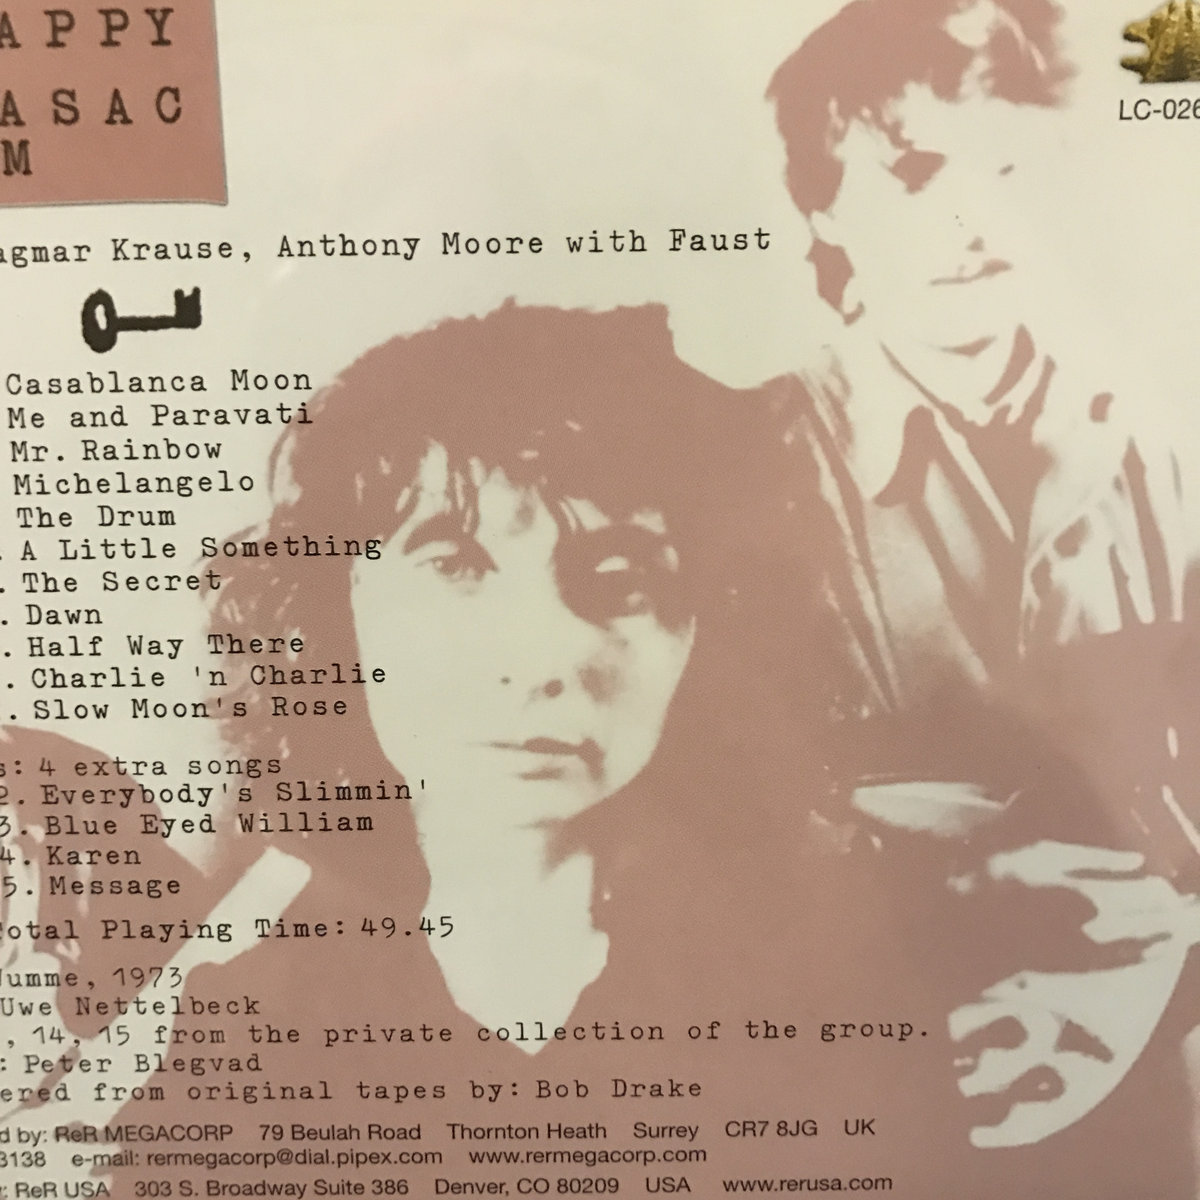 APPY
ASAC
M
LC-026
agmar Krause, Anthony Moore with Faust
Casablanca Moon
Me and Paravati
Mr. Rainbow
Michelangelo
The Drum
. A Little Something
. The Secret
. Dawn
. Half Way There
. Charlie 'n Charlie
. Slow Moon's Rose
s: 4 extra songs
2. Everybody's Slimmin'
3. Blue Eyed William
4. Karen
5. Message
otal Playing Time: 49.45
umme, 1973
Uwe Nettelbeck
, 14, 15 from the private collection of the group.
: Peter Blegvad
ered from original tapes by: Bob Drake
d by: ReR MEGACORP 79 Beulah Road Thornton Heath Surrey CR7 8JG UK
3138 e-mail: rermegacorp@dial.pipex.com www.rermegacorp.com
: ReR USA 303 S. Broadway Suite 386 Denver, CO 80209 USA www.rerusa.com